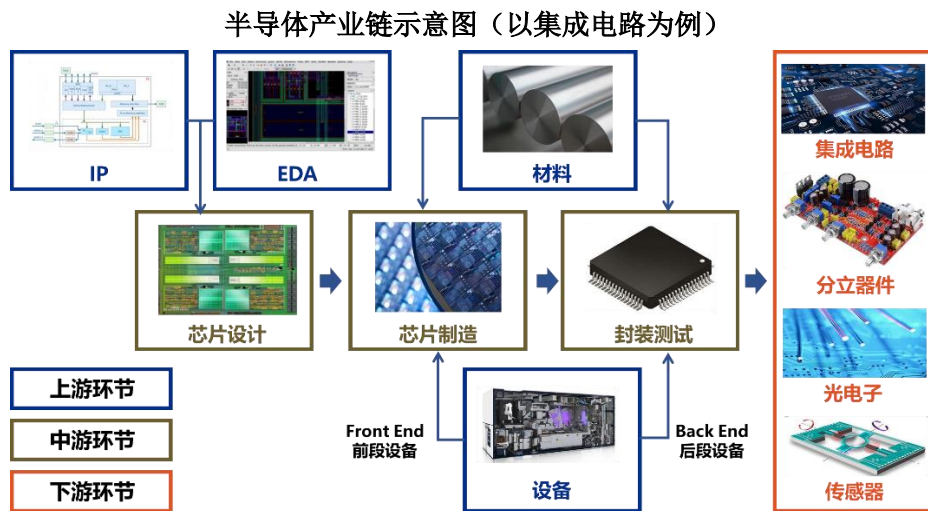 半导体产业链示意图（以集成电路为例）
IP
EDA
材料
集成电路
分立器件
光电子
传感器
芯片设计
芯片制造
封装测试
上游环节
中游环节
下游环节
Front End
前段设备
Back End
后段设备
设备